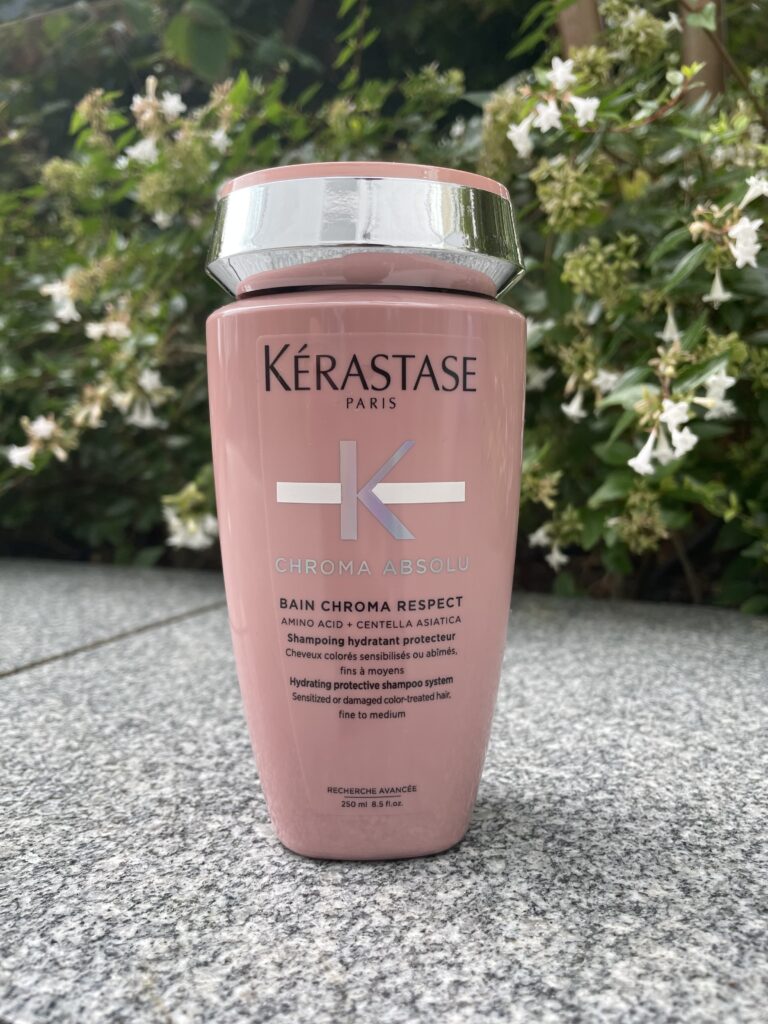 KÉRASTASE
PARIS
K
CHROMA ABSOLU
BAIN CHROMA RESPECT
AMINO ACID + CENTELLA ASIATICA
Shampoing hydratant protecteur
Cheveux colorés sensibilisés ou abîmés,
fins à moyens
Hydrating protective shampoo system
Sensitized or damaged color-treated hair,
fine to medium
RECHERCHE AVANCÉE
250 ml 8.5 fl.oz.